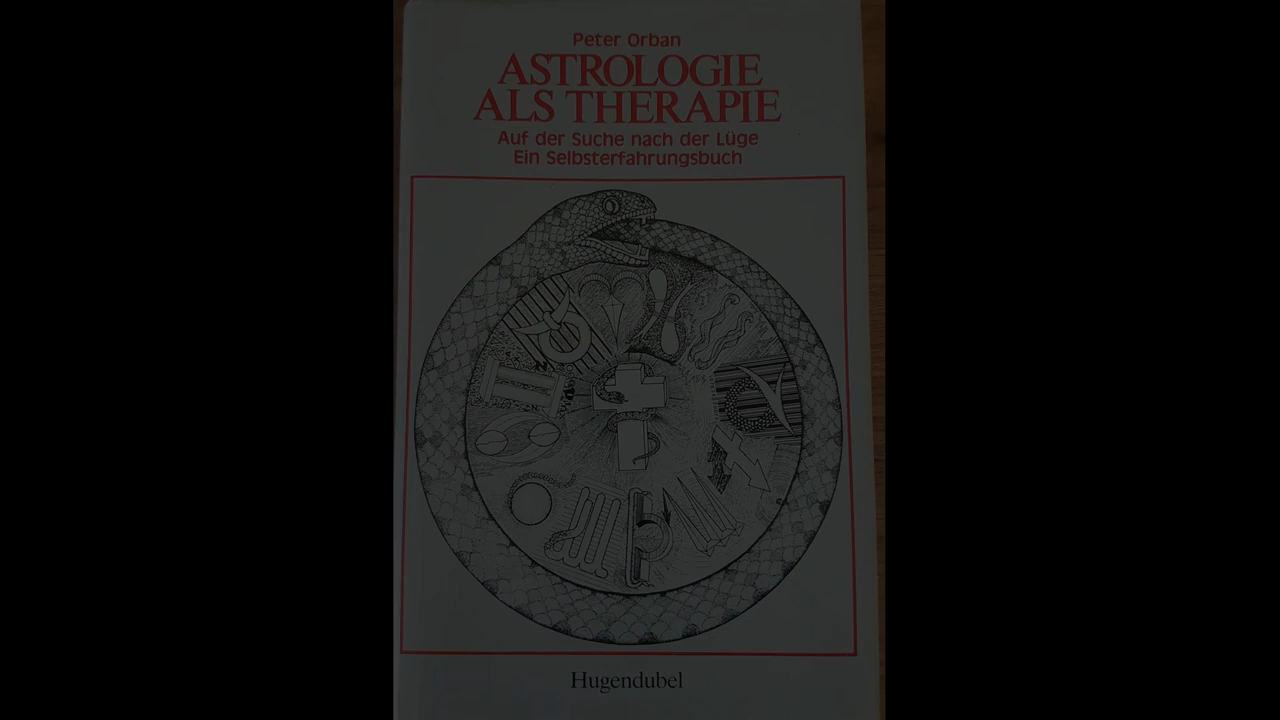 Peter Orban
ASTROLOGIE
ALS THERAPIE
Auf der Suche nach der Lüge
Ein Selbsterfahrungsbuch
Hugendubel